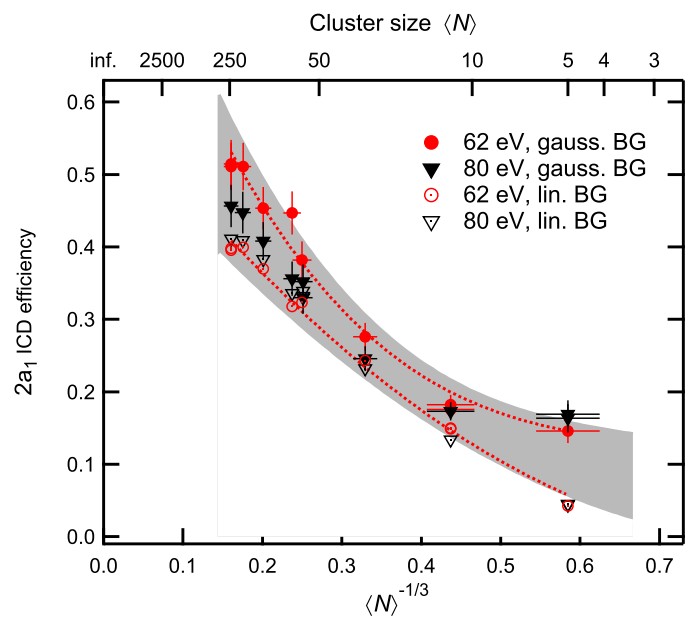 Cluster size ⟨N⟩
inf. 2500 250 50 10 5 4 3
0.6
0.5
0.4
0.3
0.2
0.1
0.0
2a₁ ICD efficiency
62 eV, gauss. BG
80 eV, gauss. BG
62 eV, lin. BG
80 eV, lin. BG
0.0 0.1 0.2 0.3 0.4 0.5 0.6 0.7
⟨N⟩⁻¹/³